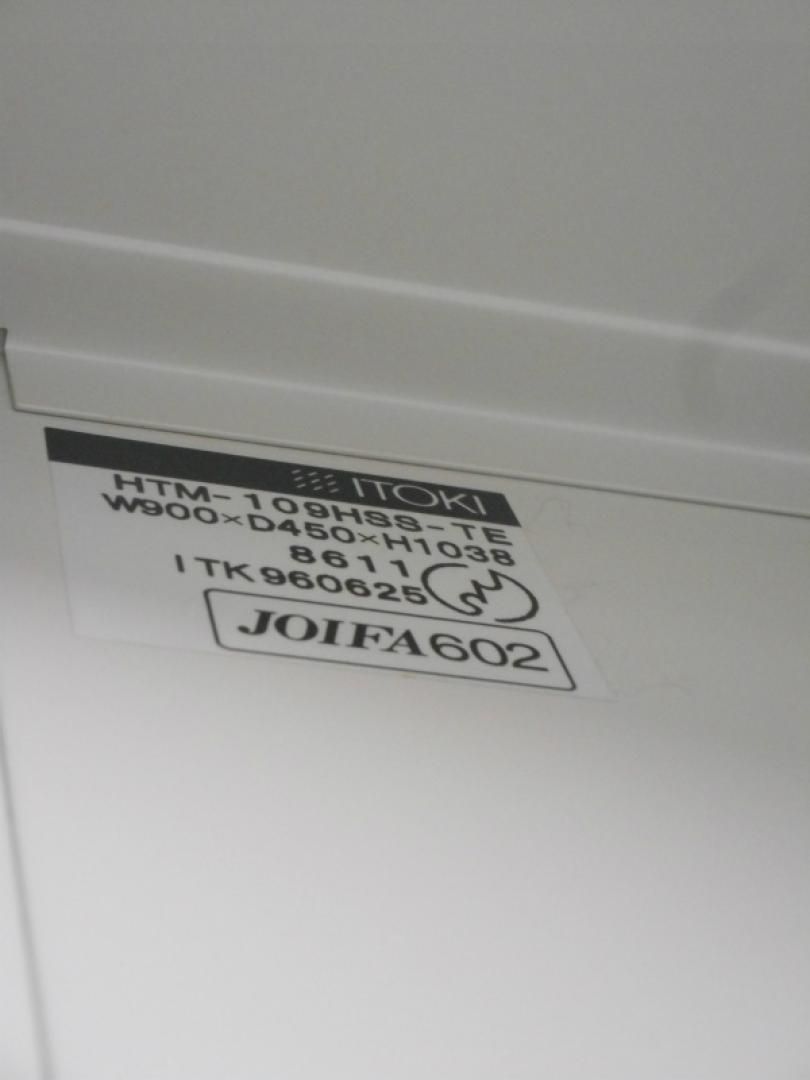 ITOKI
HTM-109HSS-TE
W900×D450×H1038
8611
ITK960625
JOIFA602